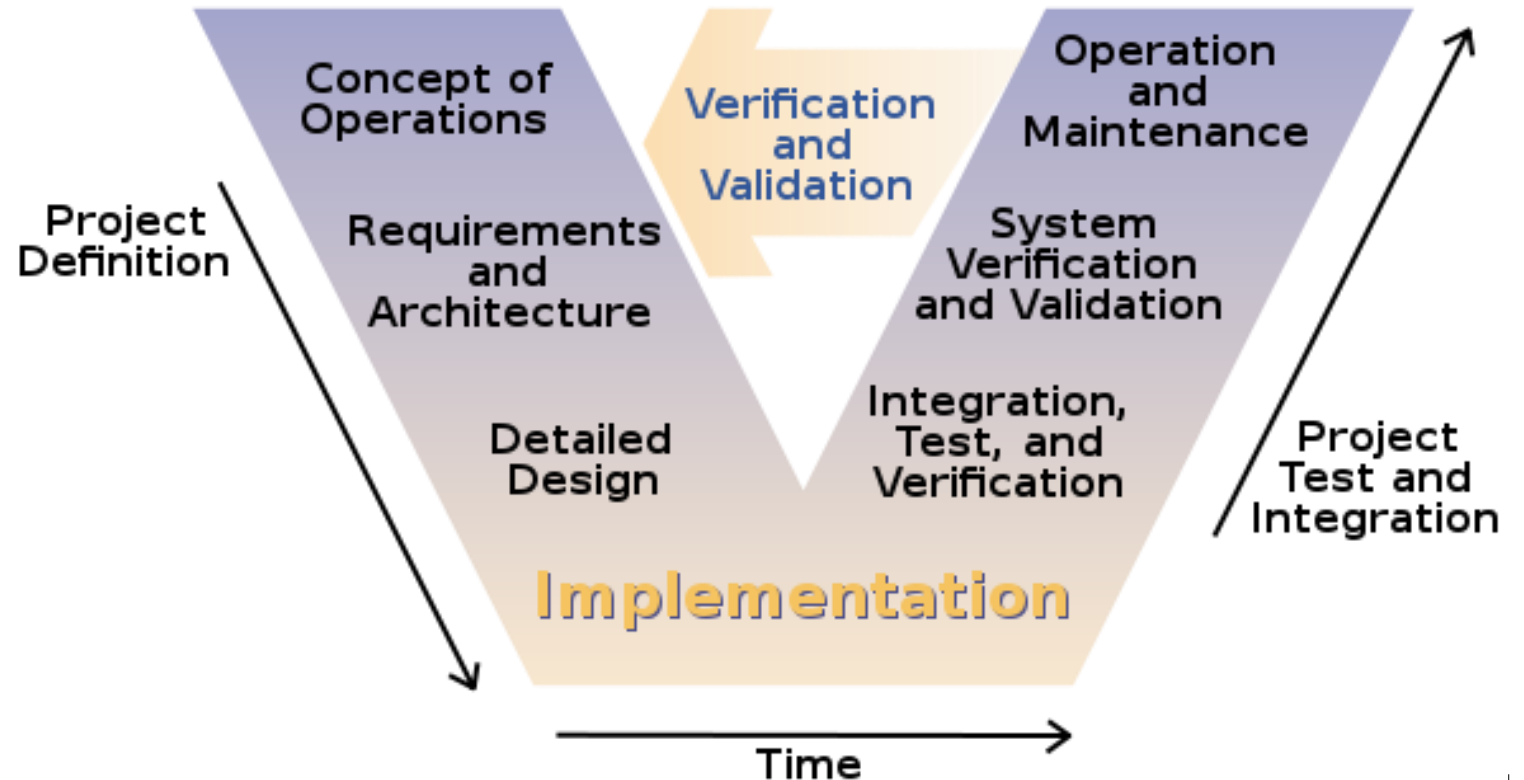 Concept of
Operations
Verification
and
Validation
Operation
and
Maintenance
Project
Definition
Requirements
and
Architecture
System
Verification
and Validation
Detailed
Design
Integration,
Test, and
Verification
Project
Test and
Integration
Implementation
Time